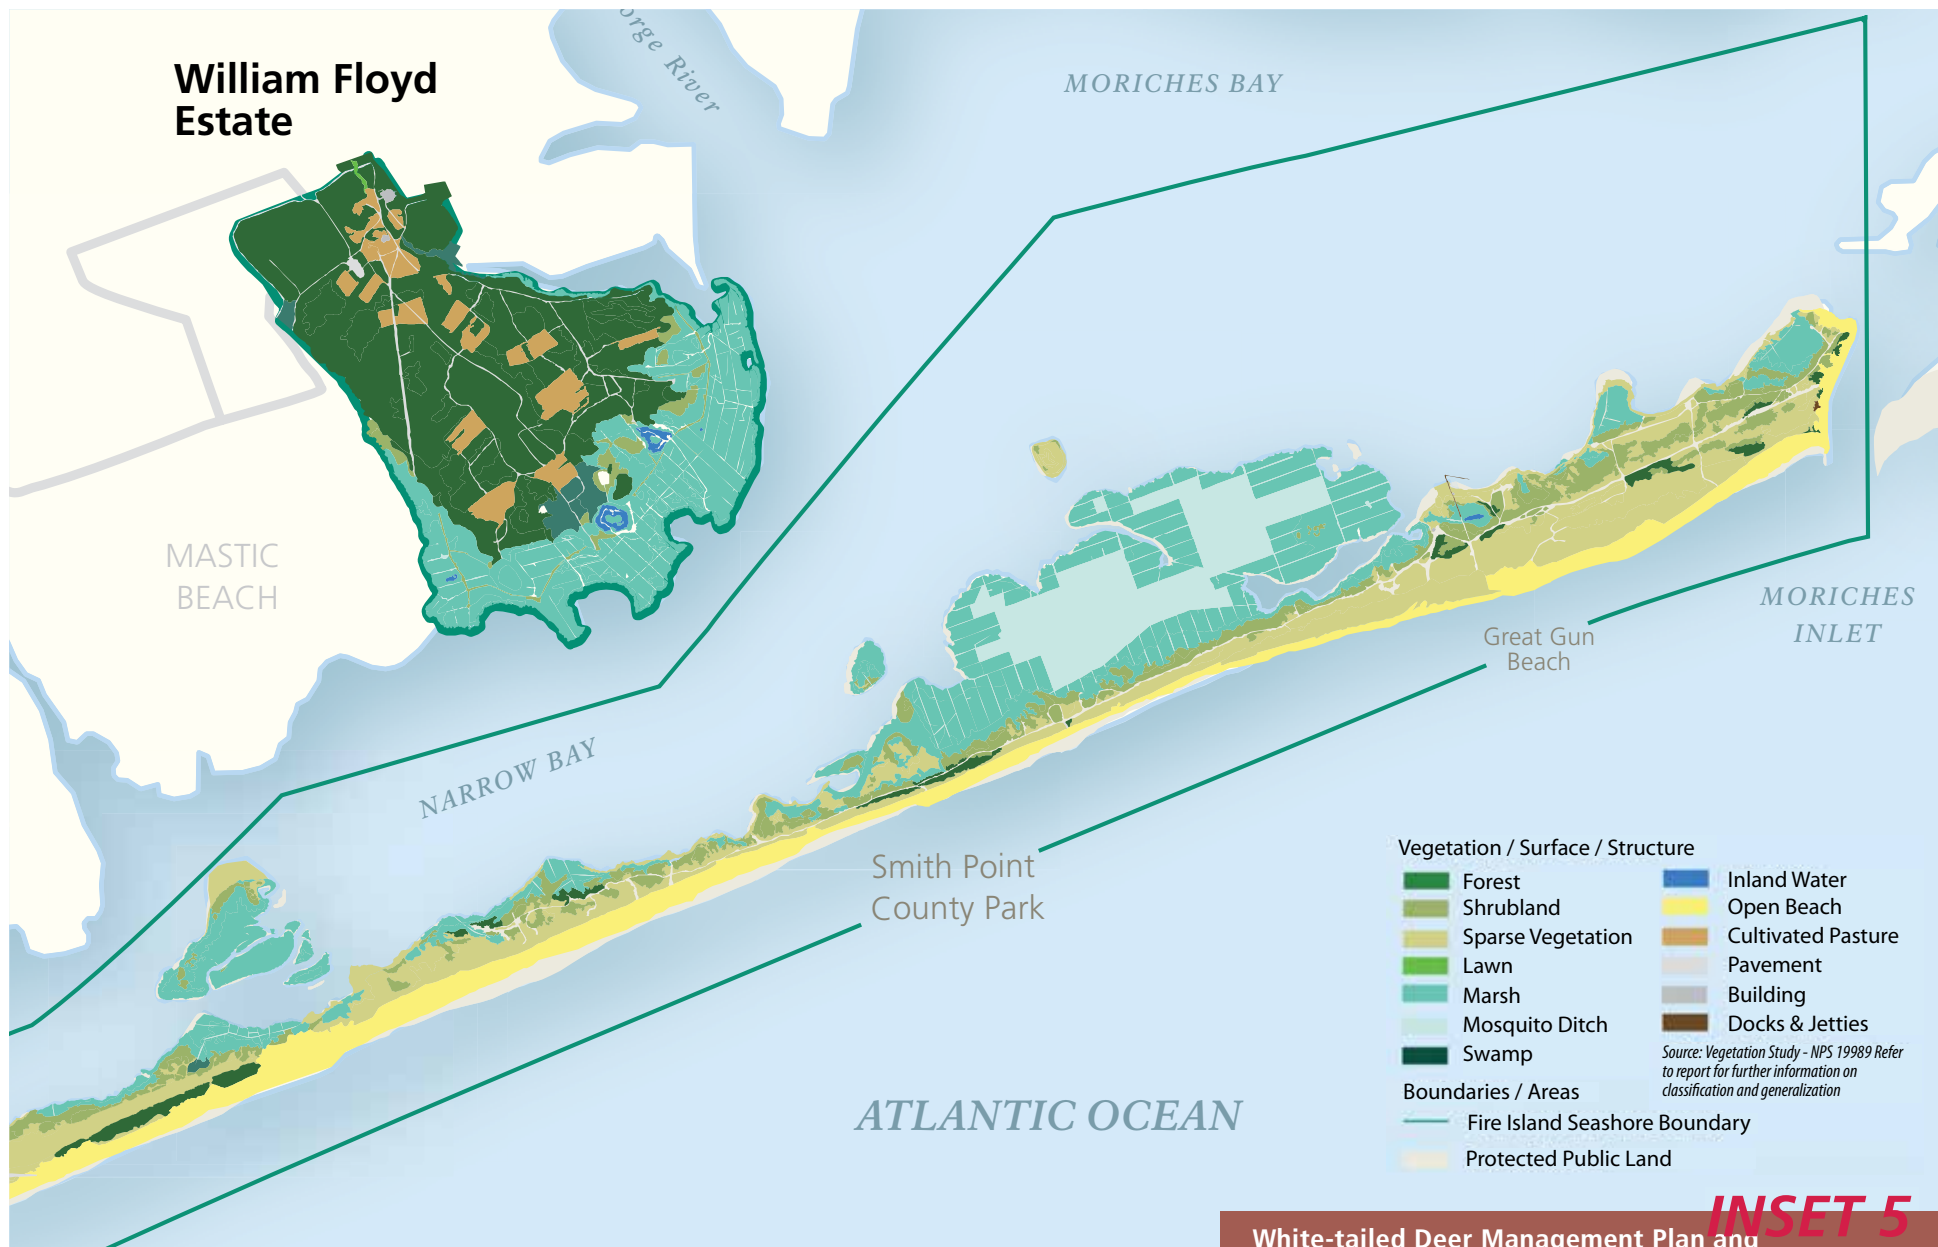 William Floyd
Estate
orge River
MORICHES BAY
MASTIC
BEACH
NARROW BAY
MORICHES
INLET
Great Gun
Beach
Smith Point
County Park
ATLANTIC OCEAN
Vegetation / Surface / Structure
Forest
Shrubland
Sparse Vegetation
Lawn
Marsh
Mosquito Ditch
Swamp
Inland Water
Open Beach
Cultivated Pasture
Pavement
Building
Docks & Jetties
Source: Vegetation Study - NPS 19989 Refer
to report for further information on
classification and generalization
Boundaries / Areas
Fire Island Seashore Boundary
Protected Public Land
INSET 5
White-tailed Deer Management Plan and